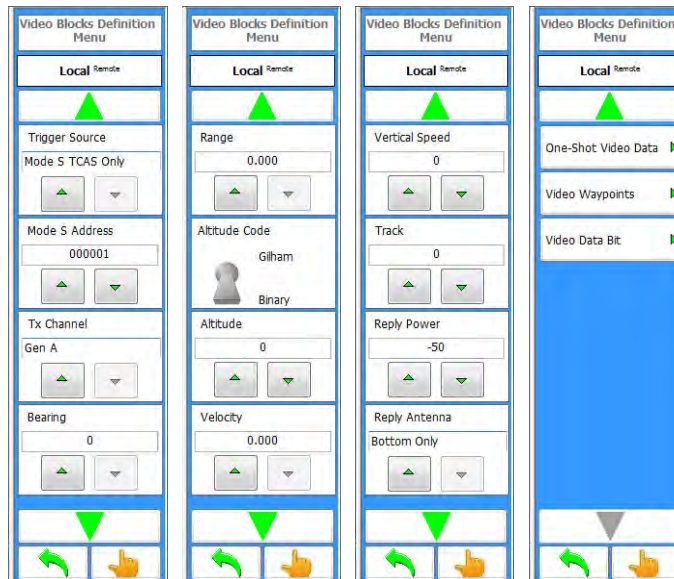 Video Blocks Definition
Menu
Local Remote
Trigger Source
Mode S TCAS Only
Mode S Address
000001
Tx Channel
Gen A
Bearing
0
Video Blocks Definition
Menu
Local Remote
Range
0.000
Altitude Code
Gilham
Binary
Altitude
0
Velocity
0.000
Video Blocks Definition
Menu
Local Remote
Vertical Speed
0
Track
0
Reply Power
-50
Reply Antenna
Bottom Only
Video Blocks Definition
Menu
Local Remote
One-Shot Video Data
Video Waypoints
Video Data Bit